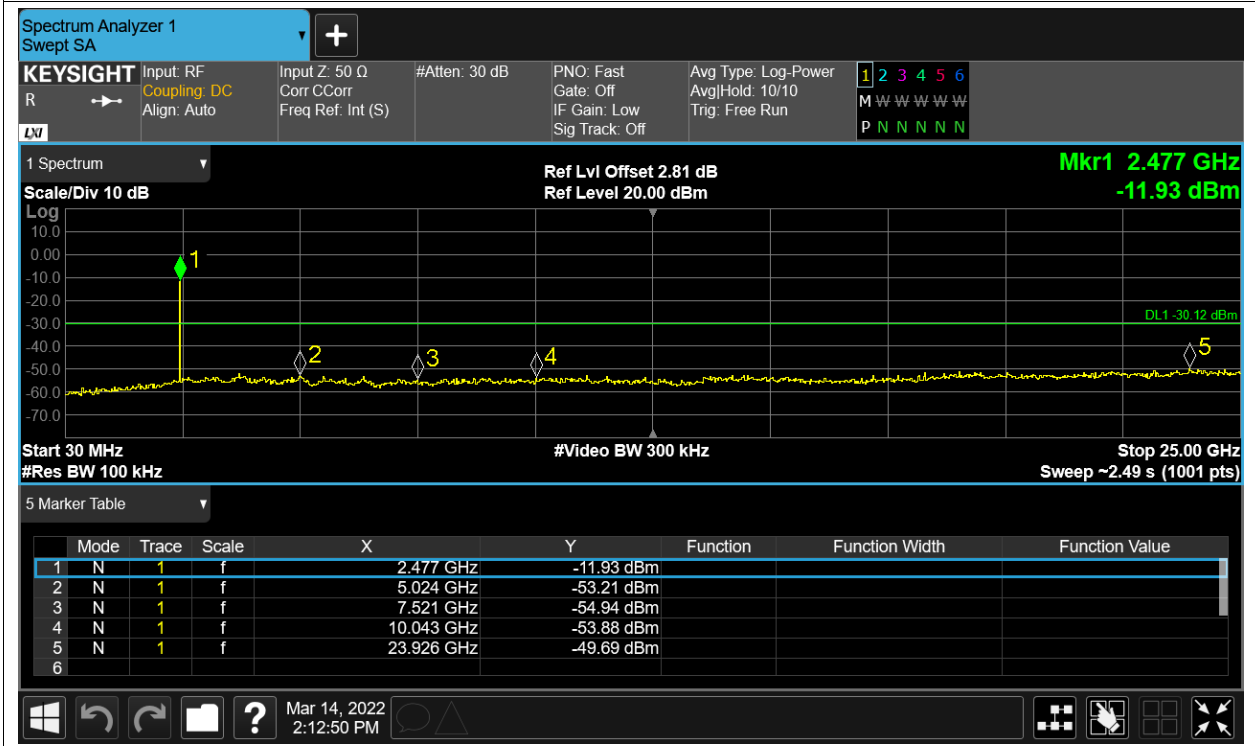 Spectrum Analyzer 1
Swept SA
+
KEYSIGHT
R
LXI
Input: RF
Coupling: DC
Align: Auto
Input Z: 50 Ω
Corr CCorr
Freq Ref: Int (S)
#Atten: 30 dB
PNO: Fast
Gate: Off
IF Gain: Low
Sig Track: Off
Avg Type: Log-Power
Avg|Hold: 10/10
Trig: Free Run
1 2 3 4 5 6
M W W W W W
P N N N N N
1 Spectrum
Scale/Div 10 dB
Ref Lvl Offset 2.81 dB
Ref Level 20.00 dBm
Mkr1 2.477 GHz
-11.93 dBm
Log
10.0
0.00
-10.0
-20.0
-30.0
-40.0
-50.0
-60.0
-70.0
1
2
3
4
5
DL1 -30.12 dBm
Start 30 MHz
#Video BW 300 kHz
Stop 25.00 GHz
#Res BW 100 kHz
Sweep ~2.49 s (1001 pts)
5 Marker Table
Mode Trace Scale X Y Function Function Width Function Value
1 N 1 f 2.477 GHz -11.93 dBm
2 N 1 f 5.024 GHz -53.21 dBm
3 N 1 f 7.521 GHz -54.94 dBm
4 N 1 f 10.043 GHz -53.88 dBm
5 N 1 f 23.926 GHz -49.69 dBm
6
?
Mar 14, 2022
2:12:50 PM